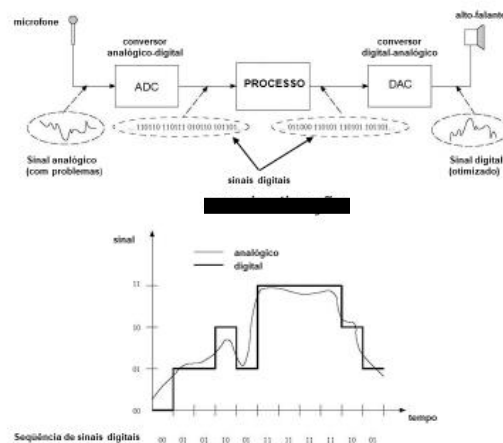 microfone
alto-falante
conversor
analógico-digital
conversor
digital-analógico
ADC
PROCESSO
DAC
110110 110111 010110 101101
011000 110101 110101 101101
Sinal analógico
(com problemas)
sinais digitais
Sinal digital
(otimizado)
sinal
analógico
digital
11
10
01
00
tempo
Seqüência de sinais digitais 00 01 01 10 01 11 11 11 11 10 01